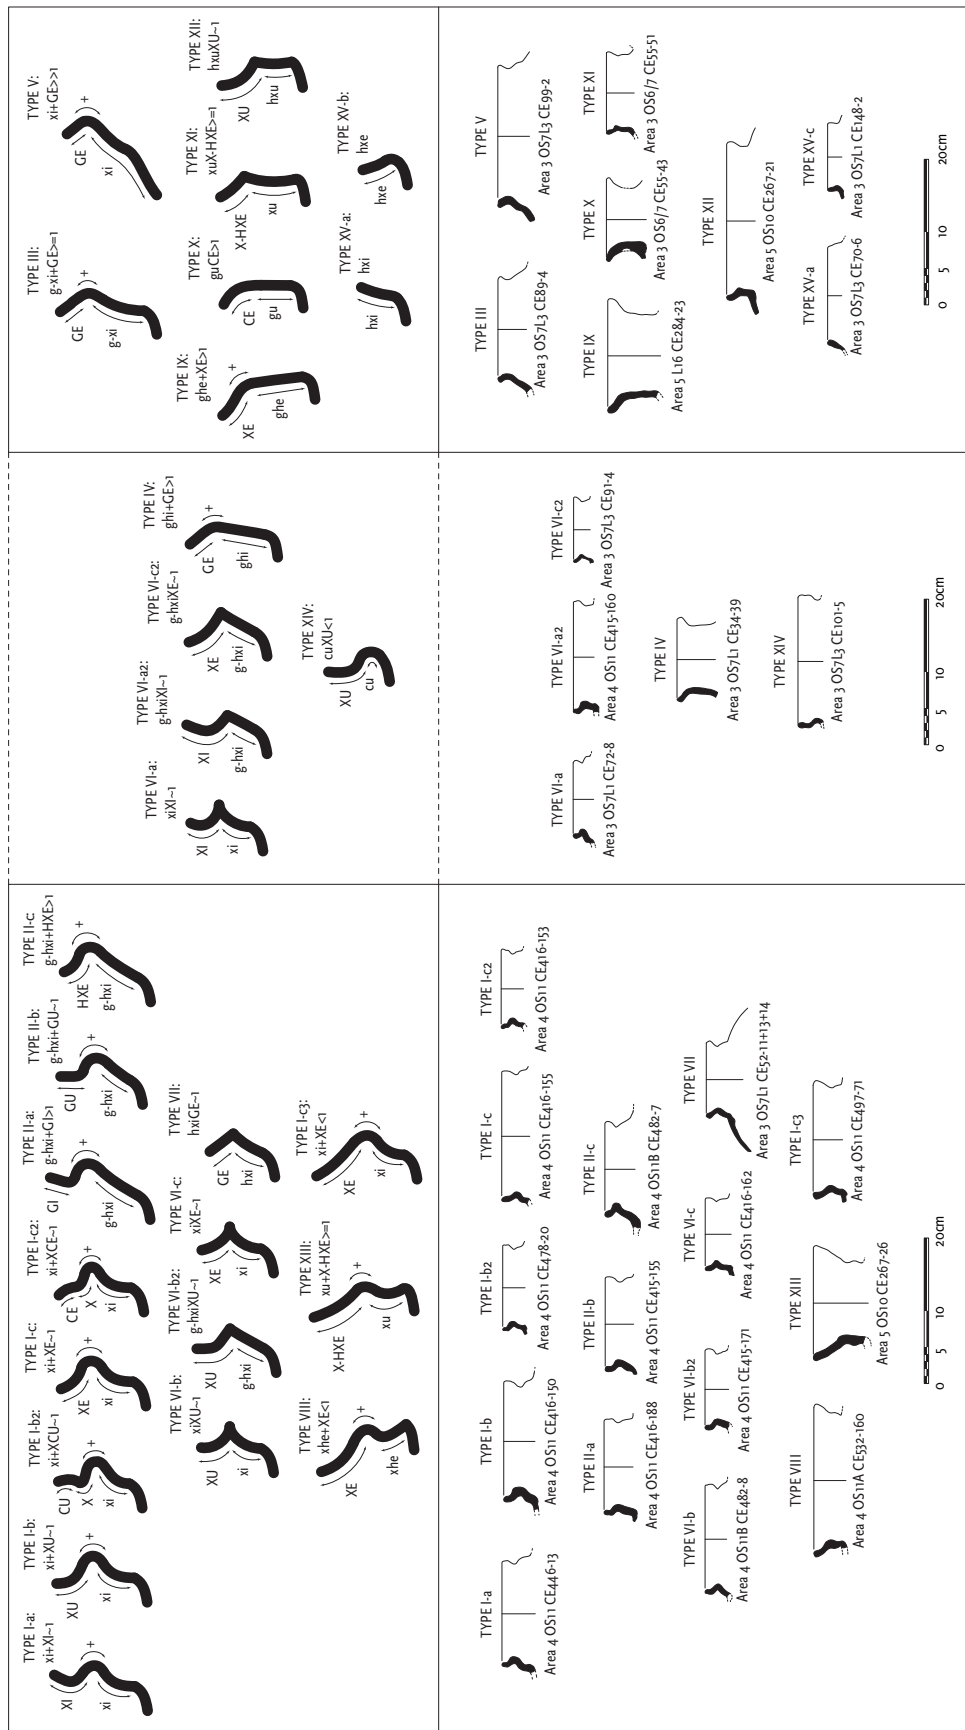 TYPE I-a:
xi+XI~1
XI
+
xi
TYPE I-b:
xi+XU~1
XU
+
xi
TYPE I-b2:
xi+XCU~1
CU
X
+
xi
TYPE I-c:
xi+XE~1
XE
+
xi
TYPE I-c2:
xi+XCE~1
CE
X
+
xi
TYPE II-a:
g-hxi+GI>1
GI
+
g-hxi
TYPE II-b:
g-hxi+GU~1
GU
+
g-hxi
TYPE II-c:
g-hxi+HXE>1
HXE
+
g-hxi
TYPE VI-b:
xiXU~1
XU
xi
TYPE VI-b2:
g-hxiXU~1
XU
g-hxi
TYPE VI-c:
xiXE~1
XE
xi
TYPE VII:
hxiGE~1
GE
hxi
TYPE VIII:
xhe+XE<1
XE
+
xhe
TYPE XIII:
xu+X-HXE>=1
X-HXE
+
xu
TYPE I-c3:
xi+XE<1
XE
+
xi
TYPE VI-a:
xiXI~1
XI
xi
TYPE VI-a2:
g-hxiXI~1
XI
g-hxi
TYPE VI-c2:
g-hxiXE~1
XE
g-hxi
TYPE IV:
ghi+GE>1
GE
+
ghi
TYPE XIV:
cuXU<1
XU
cu
TYPE III:
g-xi+GE>=1
GE
+
g-xi
TYPE V:
xi+GE>>1
GE
+
xi
TYPE IX:
ghe+XE>1
XE
+
ghe
TYPE X:
guCE>1
CE
gu
TYPE XI:
xuX-HXE>=1
X-HXE
xu
TYPE XII:
hxuXU~1
XU
hxu
TYPE XV-a:
hxi
hxi
TYPE XV-b:
hxe
hxe
TYPE I-a
Area 4 OS11 CE446-13
TYPE I-b
Area 4 OS11 CE416-150
TYPE I-b2
Area 4 OS11 CE478-20
TYPE I-c
Area 4 OS11 CE416-155
TYPE I-c2
Area 4 OS11 CE416-153
TYPE II-a
Area 4 OS11 CE416-188
TYPE II-b
Area 4 OS11 CE415-155
TYPE II-c
Area 4 OS11B CE482-7
TYPE VI-b
Area 4 OS11B CE482-8
TYPE VI-b2
Area 4 OS11 CE415-171
TYPE VI-c
Area 4 OS11 CE416-162
TYPE VII
Area 3 OS7L1 CE52-11+13+14
TYPE VIII
Area 4 OS11A CE532-160
TYPE XIII
Area 5 OS10 CE267-26
TYPE I-c3
Area 4 OS11 CE497-71
0 5 10 20cm
TYPE VI-a
Area 3 OS7L1 CE72-8
TYPE VI-a2
Area 4 OS11 CE415-160
TYPE VI-c2
Area 3 OS7L3 CE91-4
TYPE IV
Area 3 OS7L1 CE34-39
TYPE XIV
Area 3 OS7L3 CE101-5
0 5 10 20cm
TYPE III
Area 3 OS7L3 CE89-4
TYPE V
Area 3 OS7L3 CE99-2
TYPE IX
Area 5 L16 CE284-23
TYPE X
Area 3 OS6/7 CE55-43
TYPE XI
Area 3 OS6/7 CE55-51
TYPE XII
Area 5 OS10 CE267-21
TYPE XV-a
Area 3 OS7L3 CE70-6
TYPE XV-c
Area 3 OS7L1 CE148-2
0 5 10 20cm